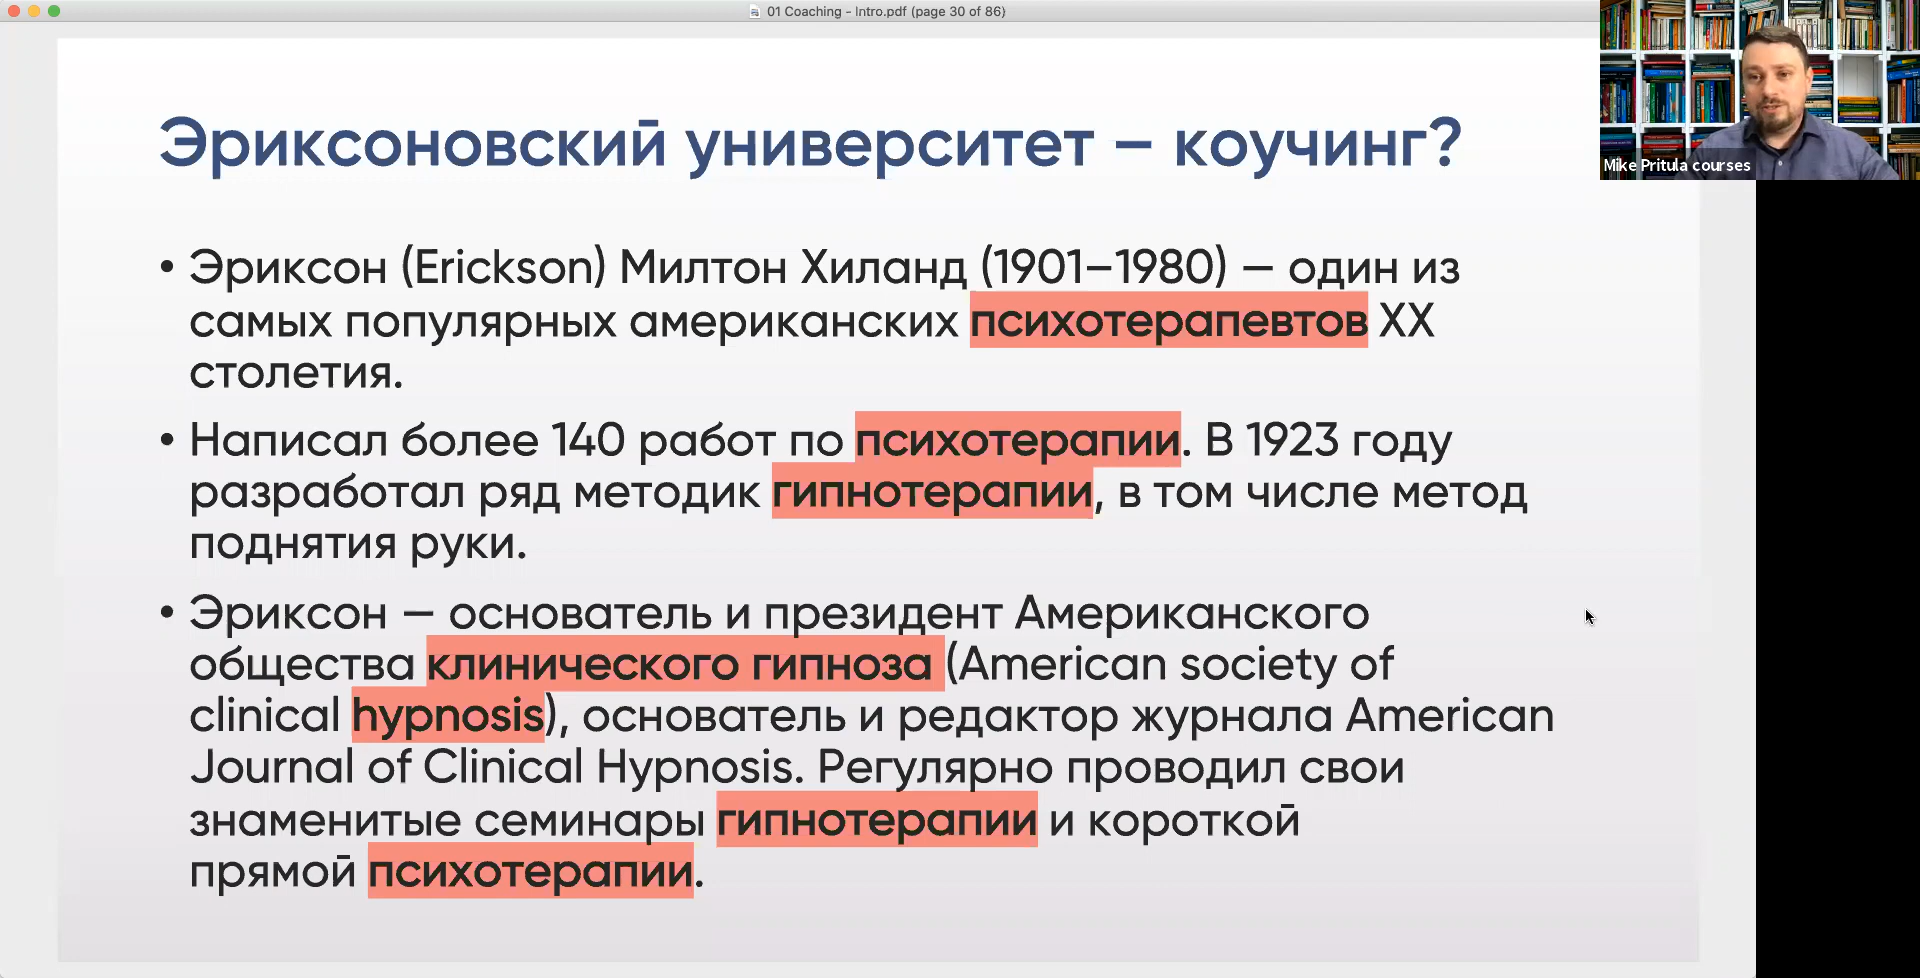 01 Coaching - Intro.pdf (page 30 of 86)
Mike Pritula courses
Эриксоновский университет – коучинг?
• Эриксон (Erickson) Милтон Хиланд (1901–1980) — один из
самых популярных американских психотерапевтов XX
столетия.
• Написал более 140 работ по психотерапии. В 1923 году
разработал ряд методик гипнотерапии, в том числе метод
поднятия руки.
• Эриксон — основатель и президент Американского
общества клинического гипноза (American society of
clinical hypnosis), основатель и редактор журнала American
Journal of Clinical Hypnosis. Регулярно проводил свои
знаменитые семинары гипнотерапии и короткой
прямой психотерапии.